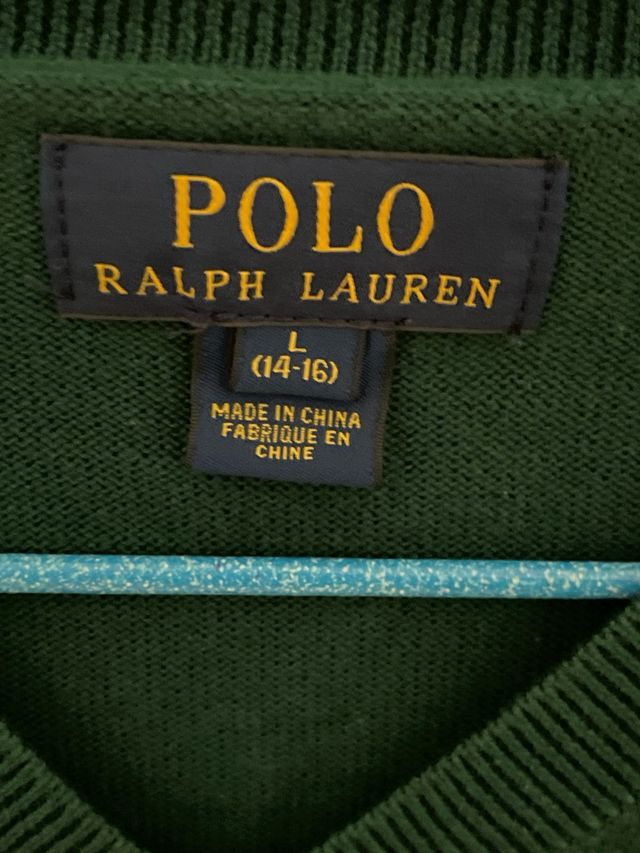 POLO
RALPH LAUREN
L
(14-16)
MADE IN CHINA
FABRIQUE EN
CHINE